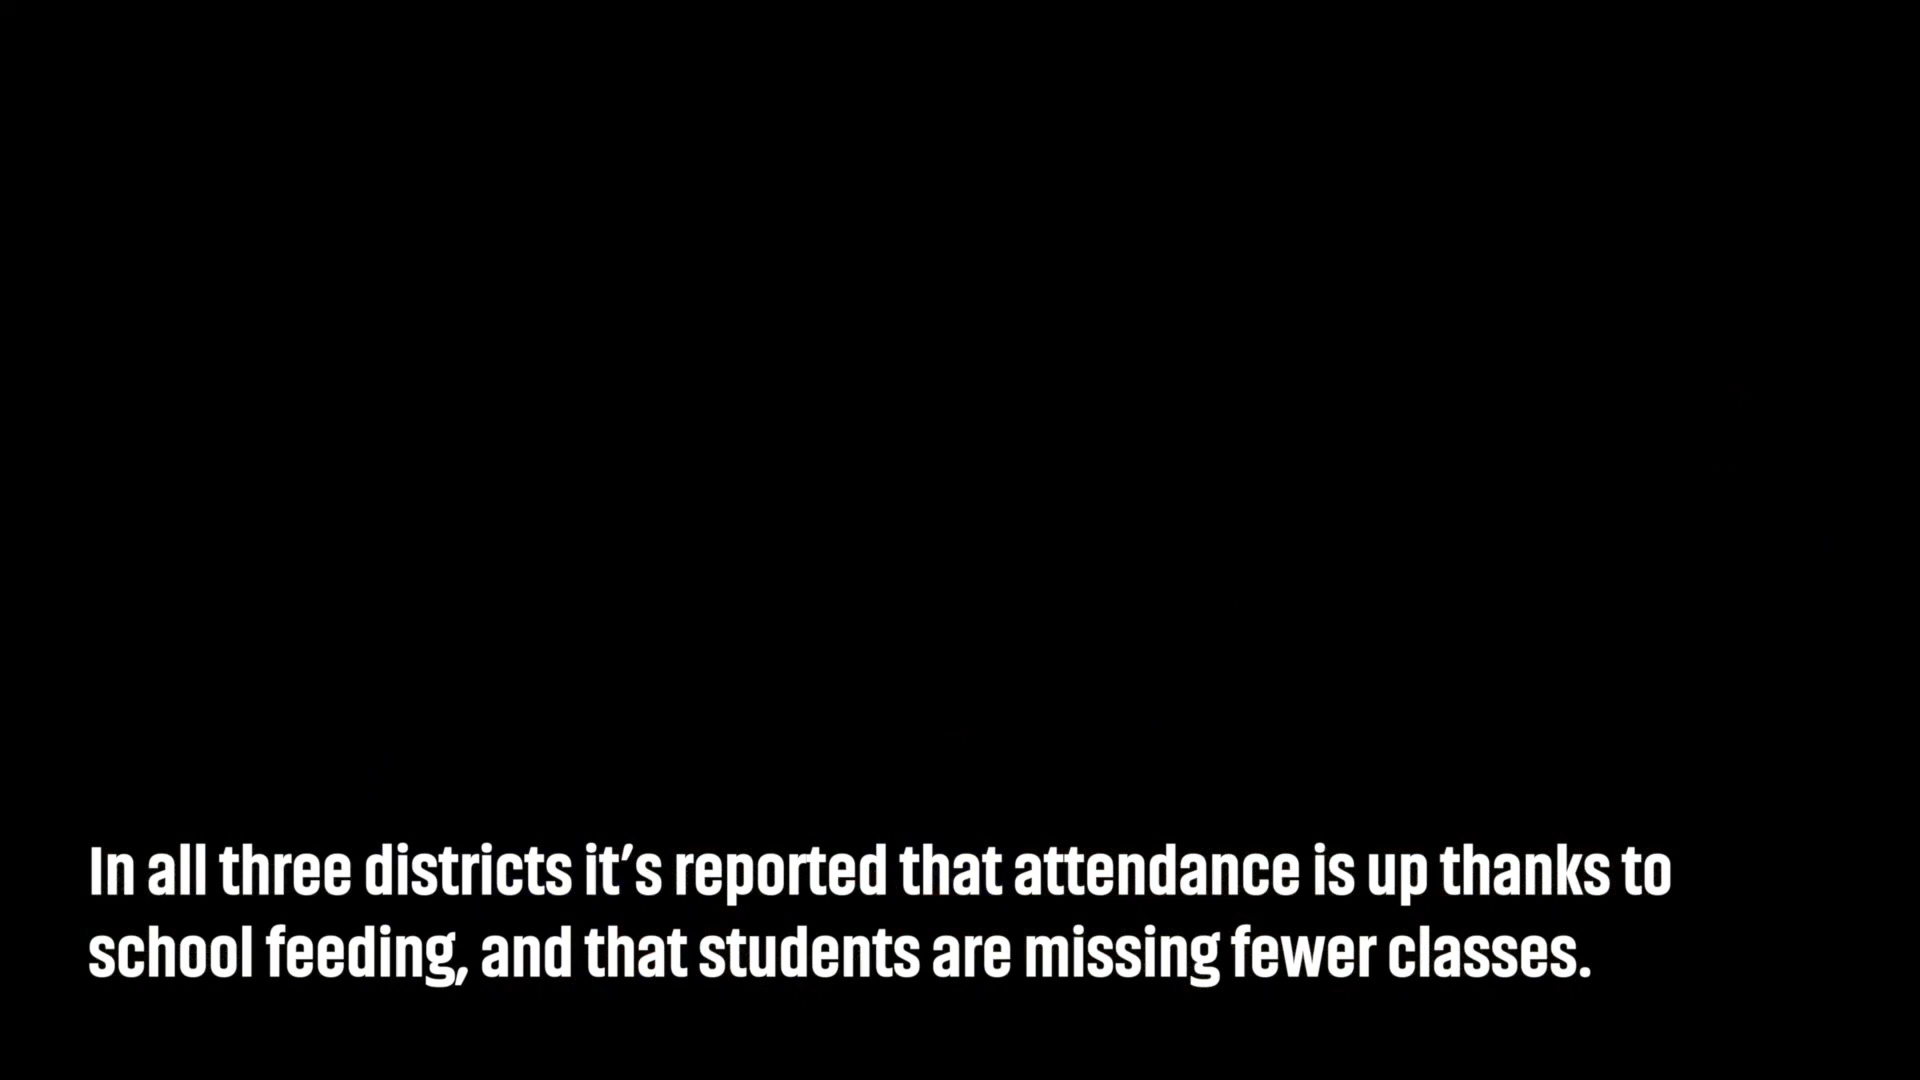 In all three districts it’s reported that attendance is up thanks to
school feeding, and that students are missing fewer classes.